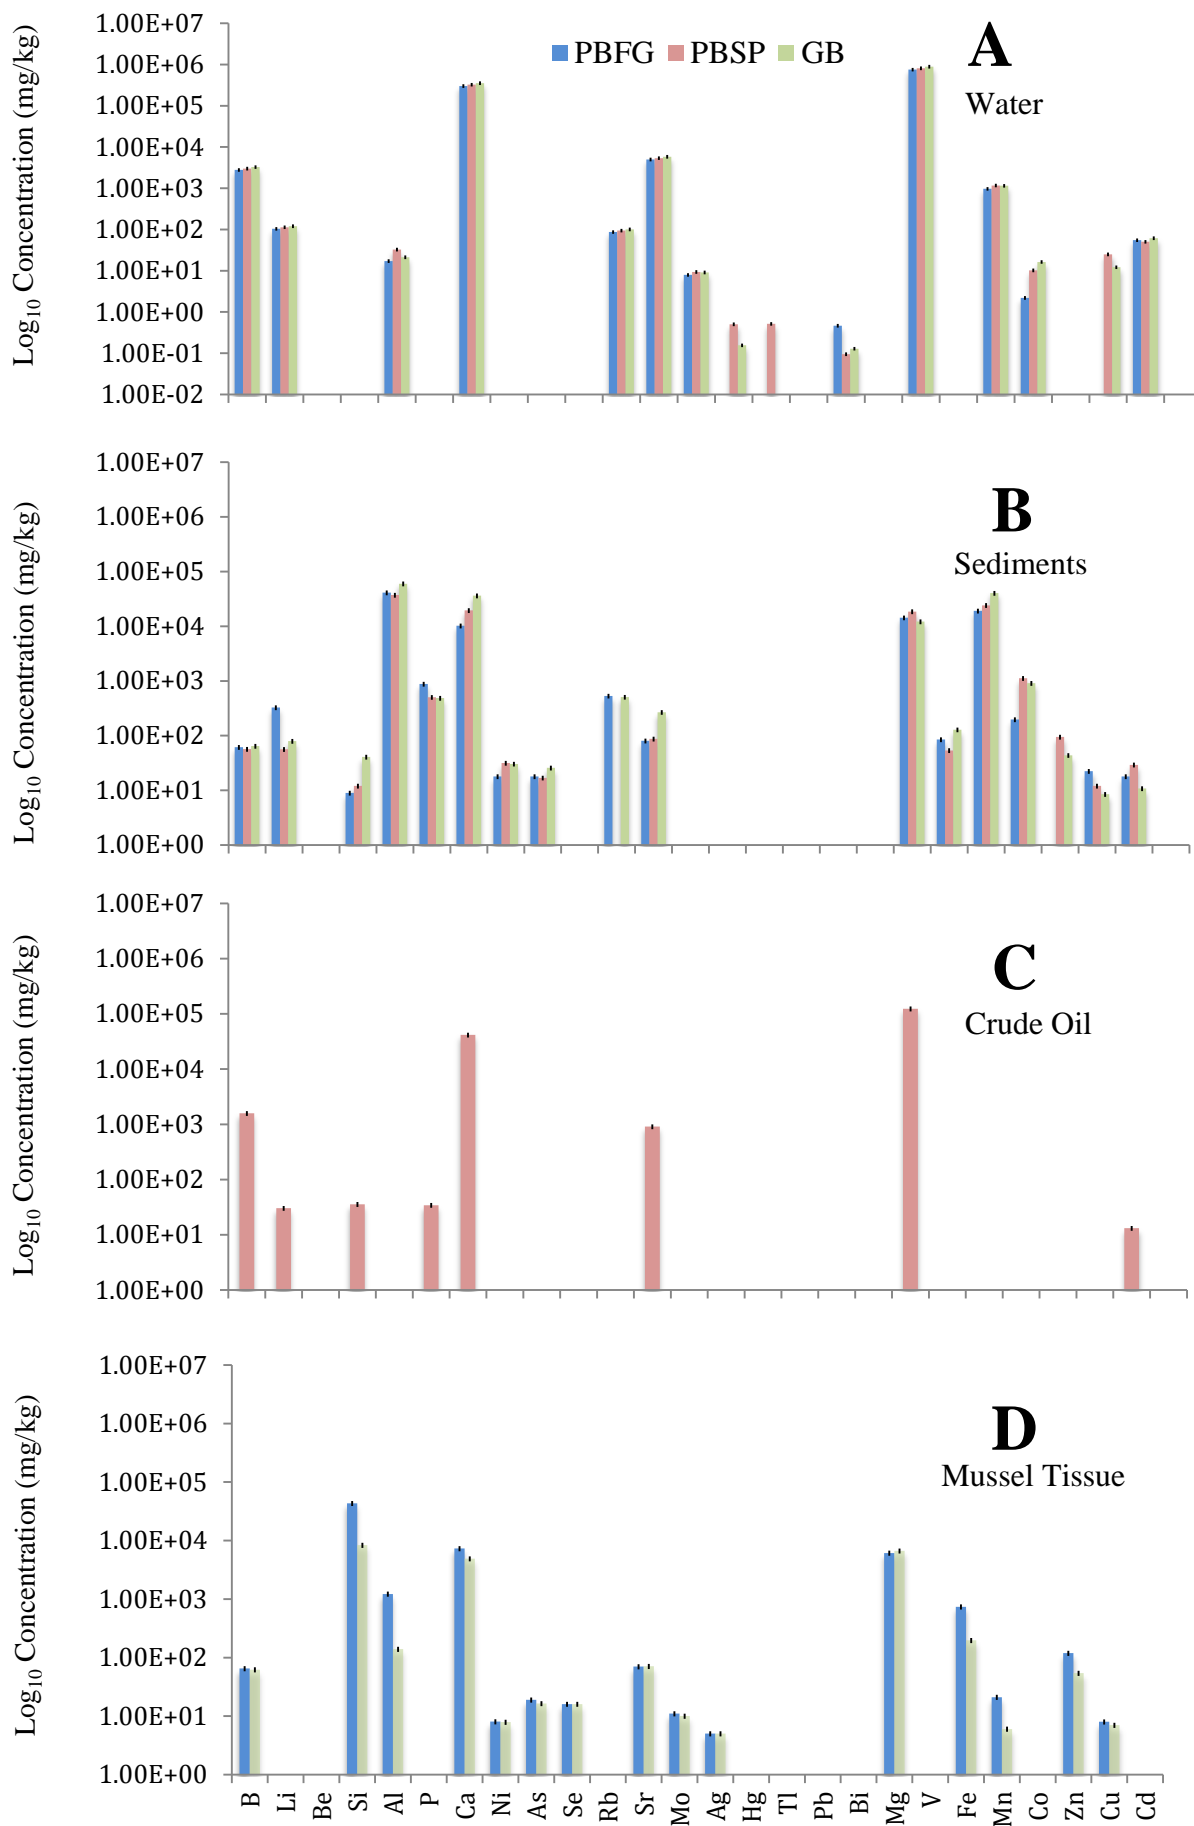 Log10 Concentration (mg/kg)
1.00E+07
1.00E+06
1.00E+05
1.00E+04
1.00E+03
1.00E+02
1.00E+01
1.00E+00
1.00E-01
1.00E-02
PBFG PBSP GB
A
Water
Log10 Concentration (mg/kg)
1.00E+07
1.00E+06
1.00E+05
1.00E+04
1.00E+03
1.00E+02
1.00E+01
1.00E+00
B
Sediments
Log10 Concentration (mg/kg)
1.00E+07
1.00E+06
1.00E+05
1.00E+04
1.00E+03
1.00E+02
1.00E+01
1.00E+00
C
Crude Oil
Log10 Concentration (mg/kg)
1.00E+07
1.00E+06
1.00E+05
1.00E+04
1.00E+03
1.00E+02
1.00E+01
1.00E+00
D
Mussel Tissue
B Li Be Si Al P Ca Ni As Se Rb Sr Mo Ag Hg Tl Pb Bi Mg V Fe Mn Co Zn Cu Cd